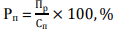 Рп = Пр/Сп × 100, %